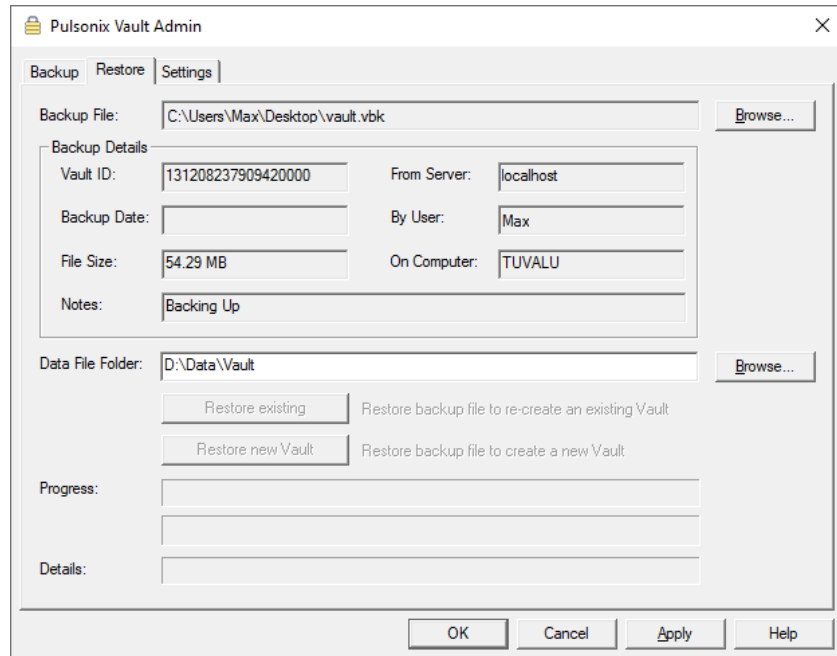 Pulsonix Vault Admin
Backup Restore Settings
Backup File: C:\Users\Max\Desktop\vault.vbk Browse...
Backup Details
Vault ID: 131208237909420000 From Server: localhost
Backup Date: By User: Max
File Size: 54.29 MB On Computer: TUVALU
Notes: Backing Up
Data File Folder: D:\Data\Vault Browse...
Restore existing Restore backup file to re-create an existing Vault
Restore new Vault Restore backup file to create a new Vault
Progress:
Details:
OK Cancel Apply Help